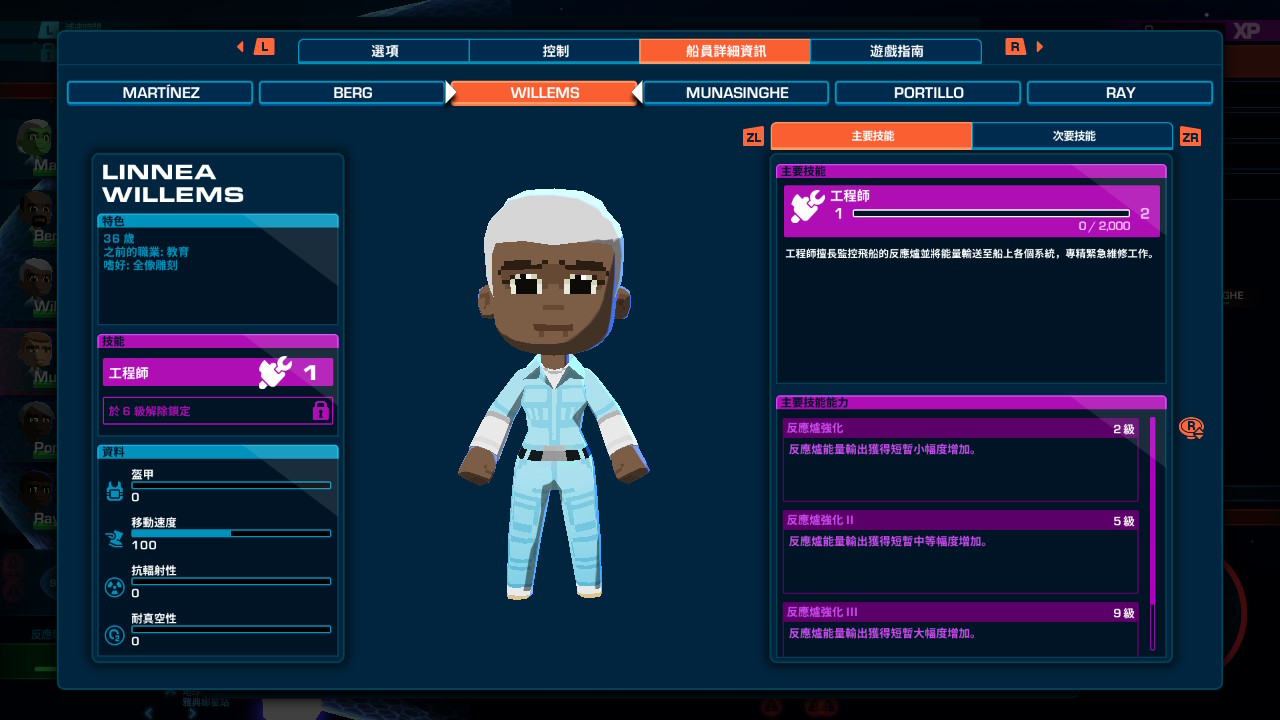 L
選項
控制
船員詳細資訊
遊戲指南
R
XP
MARTÍNEZ
BERG
WILLEMS
MUNASINGHE
PORTILLO
RAY
ZL
主要技能
次要技能
ZR
LINNEA
WILLEMS
特色
36 歲
之前的職業: 教育
嗜好: 全像雕刻
技能
工程師
1
於 6 級解除鎖定
資料
盔甲
0
移動速度
100
抗輻射性
0
耐真空性
0
主要技能
工程師
1
2
0 / 2,000
工程師擅長監控飛船的反應爐並將能量輸送至船上各個系統，專精緊急維修工作。
主要技能能力
反應爐強化
2 級
反應爐能量輸出獲得短暫小幅度增加。
反應爐強化 II
5 級
反應爐能量輸出獲得短暫中等幅度增加。
反應爐強化 III
9 級
反應爐能量輸出獲得短暫大幅度增加。
R